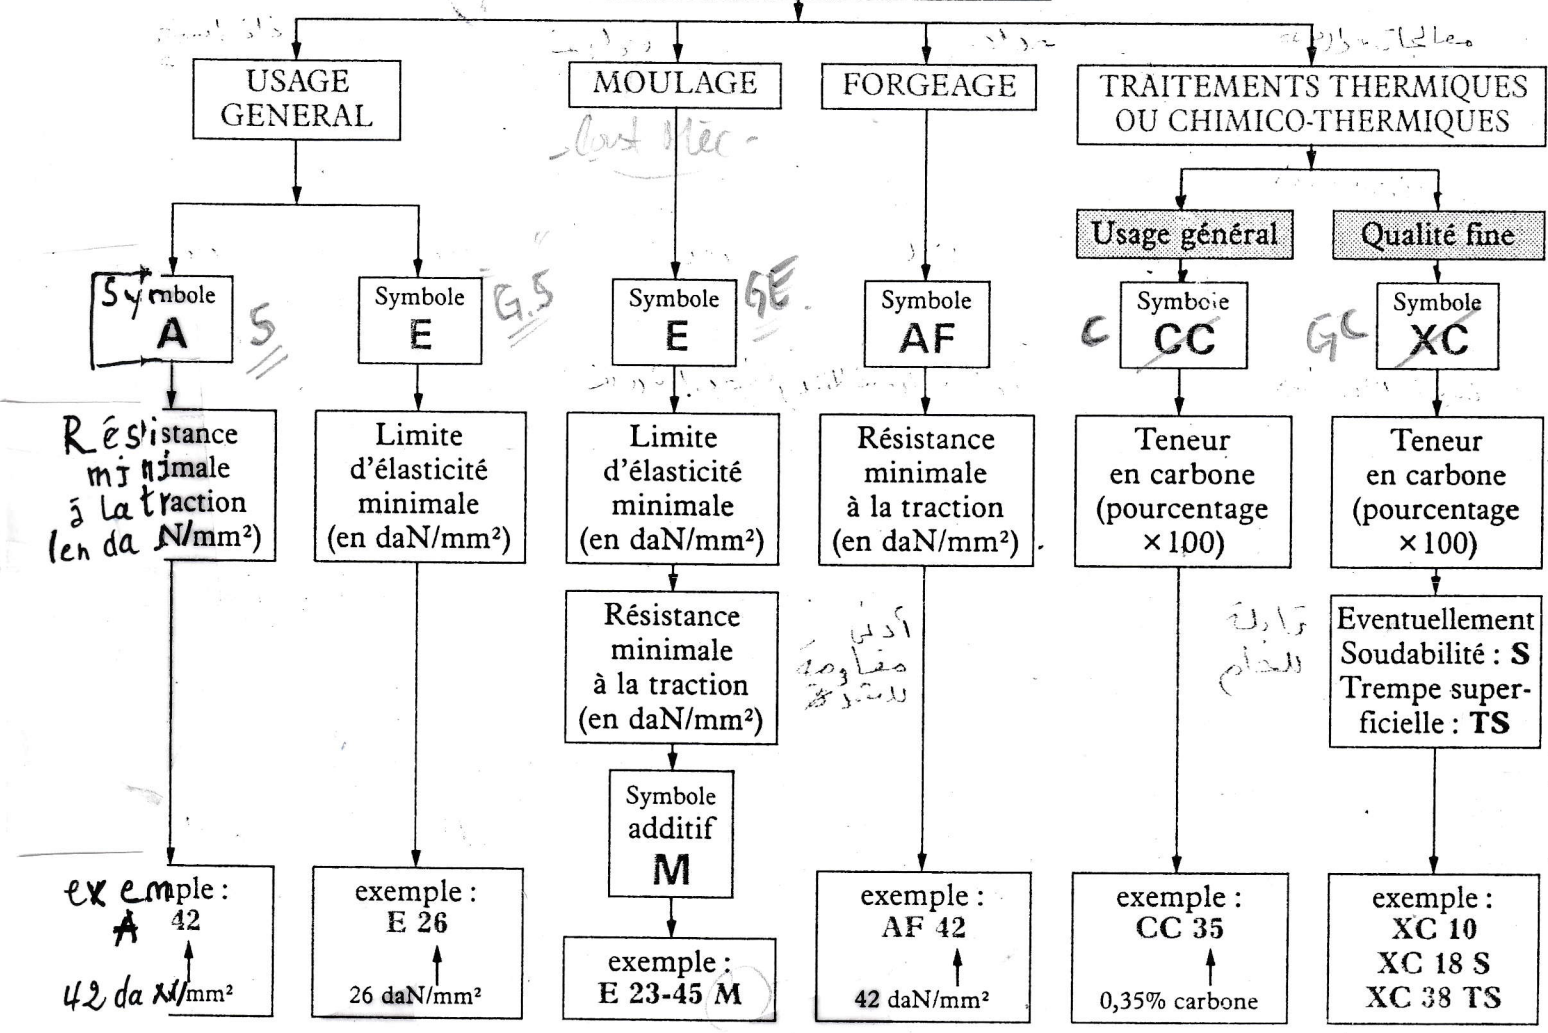 USAGE
GENERAL
MOULAGE
FORGEAGE
TRAITEMENTS THERMIQUES
OU CHIMICO-THERMIQUES
Usage général
Qualité fine
Symbole
A
S
Symbole
E
G.S
Symbole
E
GE.
Symbole
AF
C
Symbole
CC
GC
Symbole
XC
Résistance
minimale
à la traction
(en daN/mm²)
Limite
d'élasticité
minimale
(en daN/mm²)
Limite
d'élasticité
minimale
(en daN/mm²)
Résistance
minimale
à la traction
(en daN/mm²)
Teneur
en carbone
(pourcentage
×100)
Teneur
en carbone
(pourcentage
×100)
Résistance
minimale
à la traction
(en daN/mm²)
أدنى
مقاومة
للشدة
قابلة
للحام
Eventuellement
Soudabilité : S
Trempe super-
ficielle : TS
Symbole
additif
M
exemple :
A 42
42 daN/mm²
exemple :
E 26
26 daN/mm²
exemple :
E 23-45 M
exemple :
AF 42
42 daN/mm²
exemple :
CC 35
0,35% carbone
exemple :
XC 10
XC 18 S
XC 38 TS